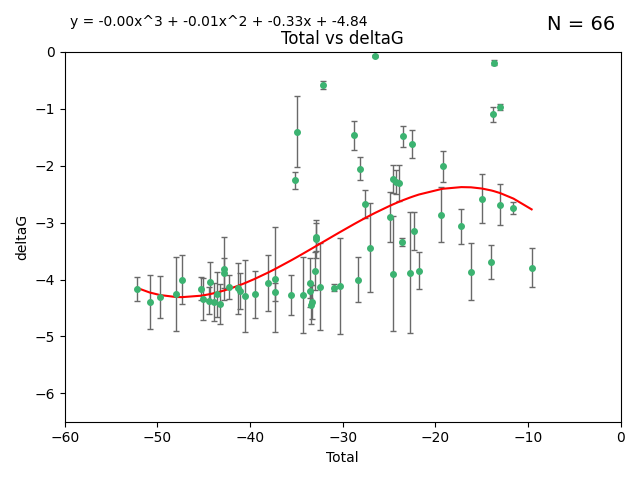 y = -0.00x^3 + -0.01x^2 + -0.33x + -4.84
N = 66
Total vs deltaG
0
−1
−2
−3
−4
−5
−6
deltaG
−60
−50
−40
−30
−20
−10
0
Total